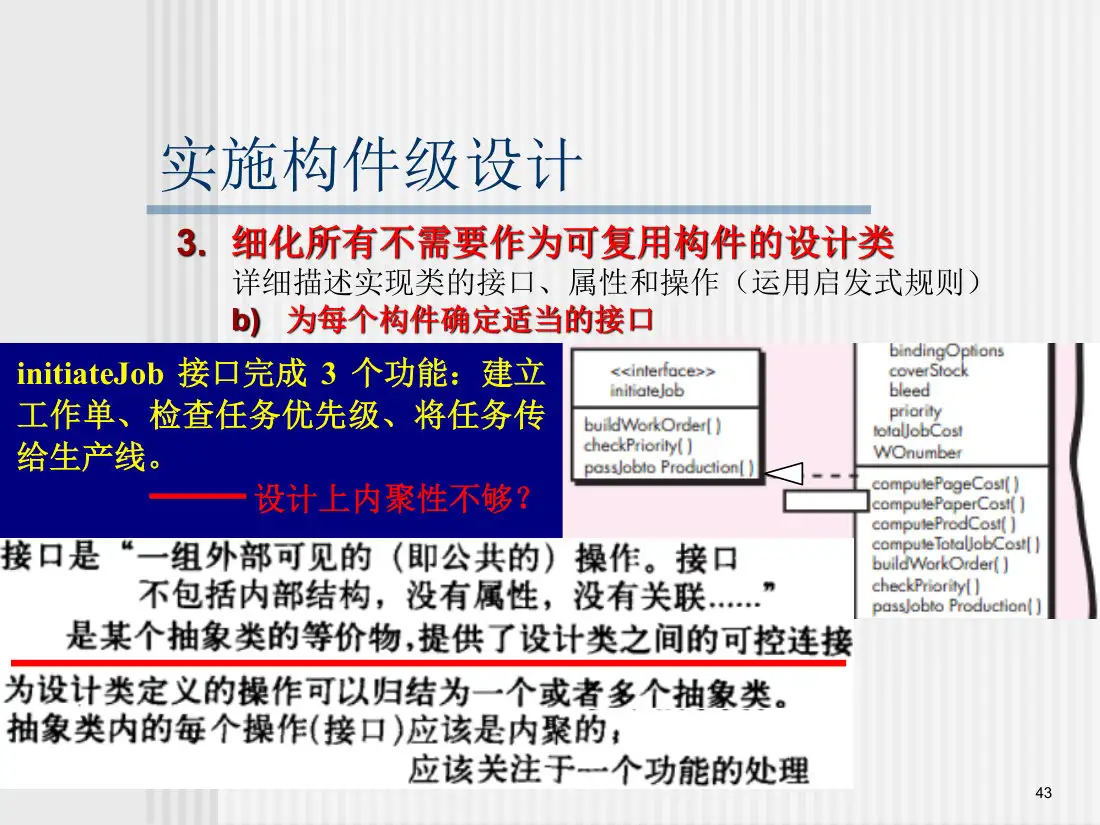 实施构件级设计
3. 细化所有不需要作为可复用构件的设计类
详细描述实现类的接口、属性和操作（运用启发式规则）
b) 为每个构件确定适当的接口
initiateJob 接口完成 3 个功能：建立
工作单、检查任务优先级、将任务传
给生产线。
设计上内聚性不够？
<<interface>>
initiateJob
buildWorkOrder( )
checkPriority( )
passJobto Production( )
bindingOptions
coverStock
bleed
priority
totalJobCost
WOnumber
computePageCost( )
computePaperCost( )
computeProdCost( )
computeTotalJobCost( )
buildWorkOrder( )
checkPriority( )
passJobto Production( )
接口是“一组外部可见的（即公共的）操作。接口
不包括内部结构，没有属性，没有关联……”
是某个抽象类的等价物,提供了设计类之间的可控连接
为设计类定义的操作可以归结为一个或者多个抽象类。
抽象类内的每个操作(接口)应该是内聚的；
应该关注于一个功能的处理
43